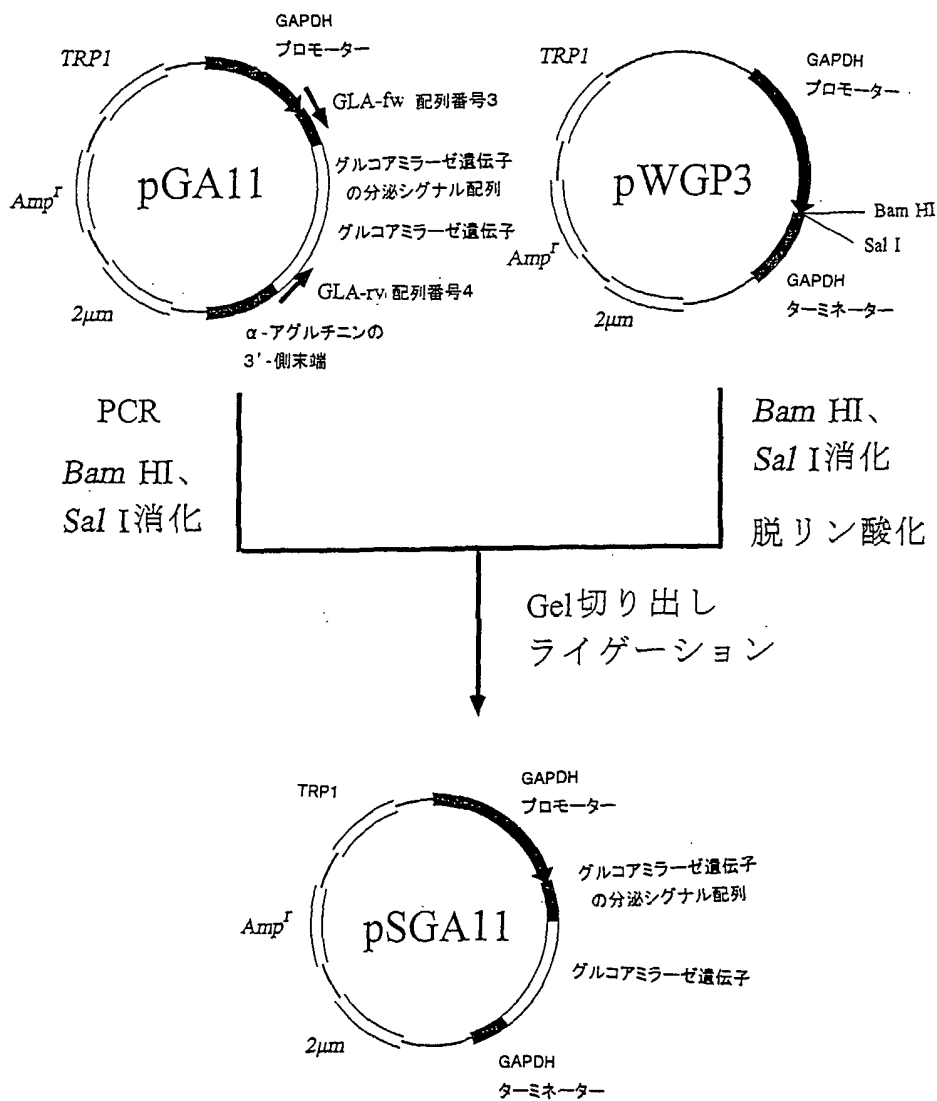 GAPDH
プロモーター
TRP1
GLA-fw 配列番号3
pGA11
グルコアミラーゼ遺伝子
の分泌シグナル配列
Amp^r
グルコアミラーゼ遺伝子
GLA-rv 配列番号4
2μm
α-アグルチニンの
3'-側末端
TRP1
GAPDH
プロモーター
pWGP3
Bam HI
Sal I
Amp^r
GAPDH
ターミネーター
2μm
PCR
Bam HI、
Sal I消化
Bam HI、
Sal I消化
脱リン酸化
Gel切り出し
ライゲーション
TRP1
GAPDH
プロモーター
グルコアミラーゼ遺伝子
の分泌シグナル配列
Amp^r
pSGA11
グルコアミラーゼ遺伝子
2μm
GAPDH
ターミネーター